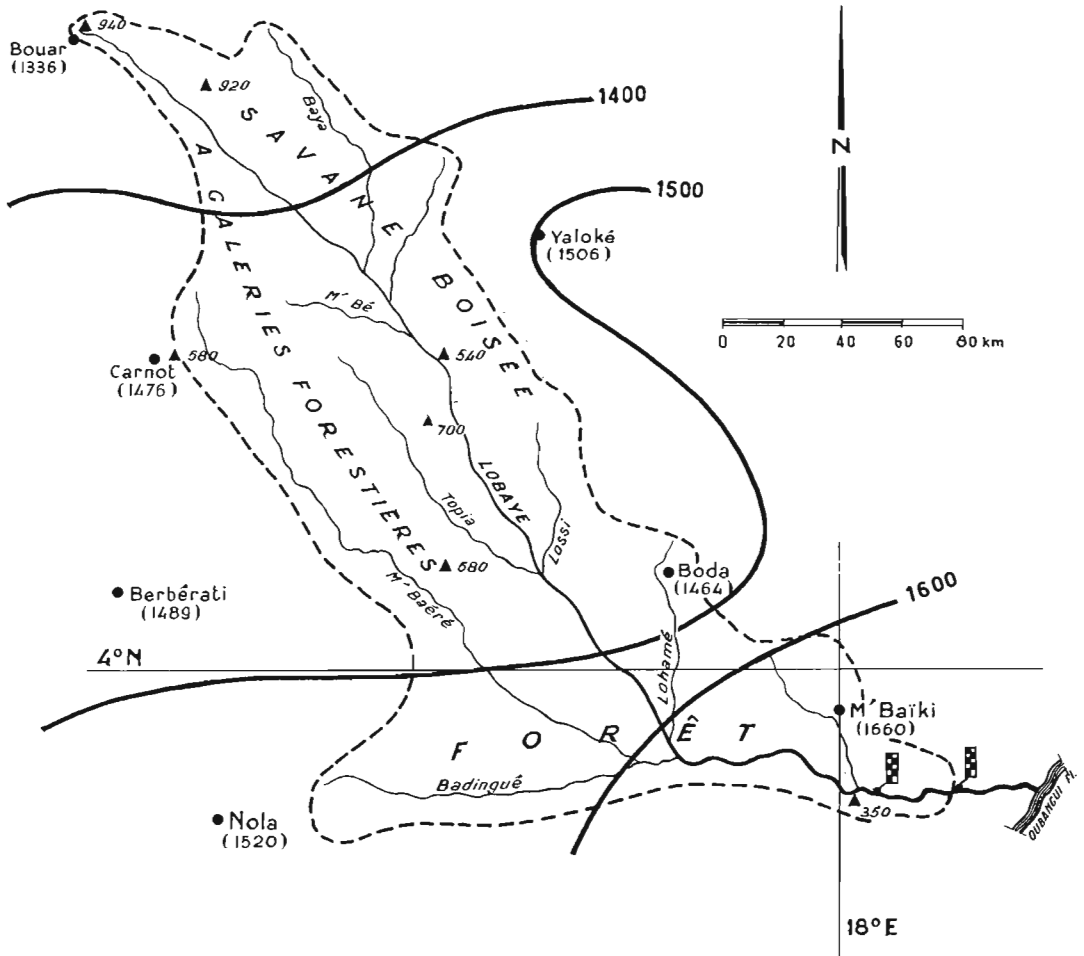 940
Bouar
(1336)
920
1400
N
Baya
SAVANE BOISEE
A GALERIES FORESTIERES
1500
Yaloké
(1506)
M'Bé
0 20 40 60 80 km
580
Carnot
(1476)
540
700
LOBAYE
Topia
Lossi
680
Boda
(1464)
M'Baéré
Berbérati
(1489)
1600
4°N
Lohamé
M'Baïki
(1660)
FORÊT
Badingué
350
OUBANGUI Fl.
Nola
(1520)
18°E